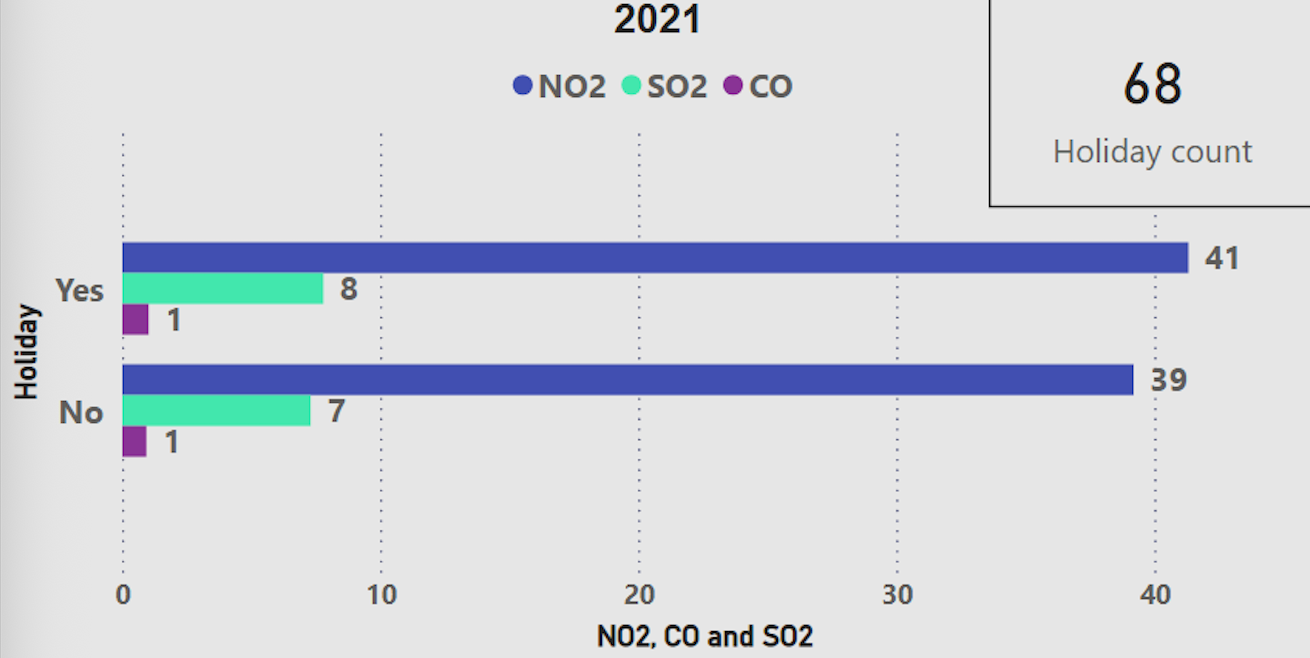 2021
NO2 SO2 CO
68
Holiday count
Holiday
Yes
41
8
1
No
39
7
1
0 10 20 30 40
NO2, CO and SO2